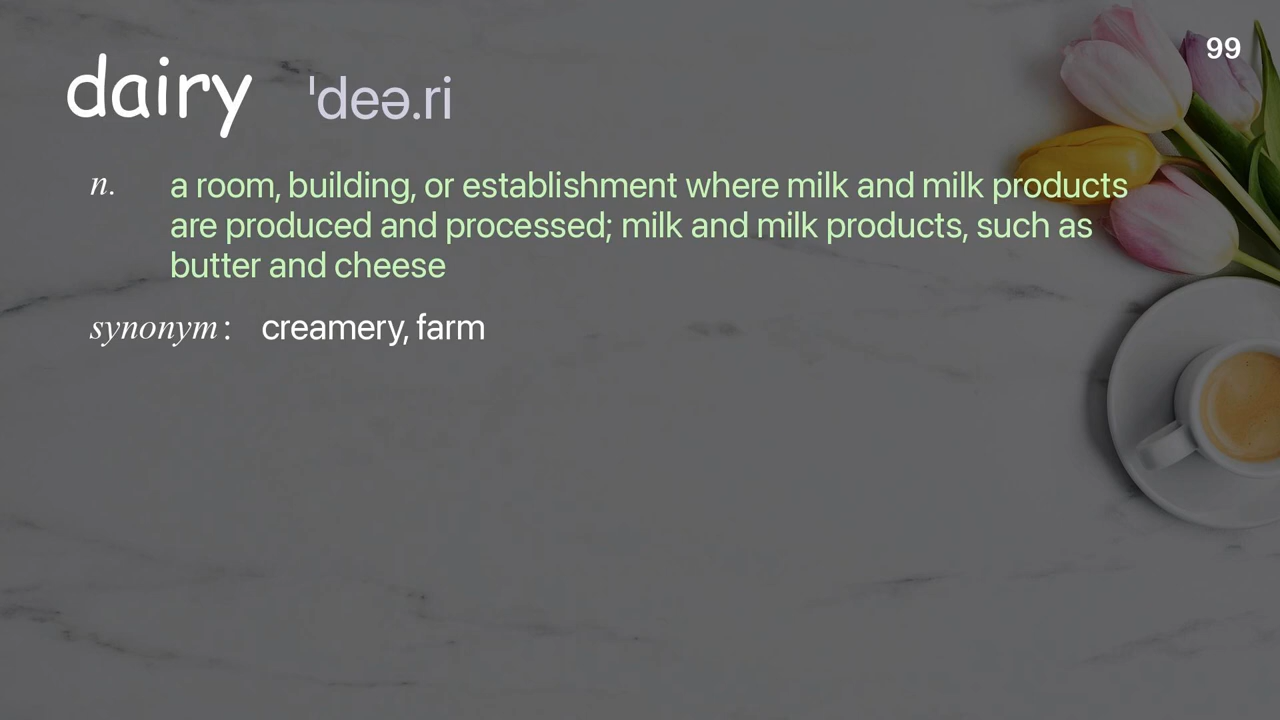 99
dairy ˈdeə.ri
n. a room, building, or establishment where milk and milk products
are produced and processed; milk and milk products, such as
butter and cheese
synonym: creamery, farm